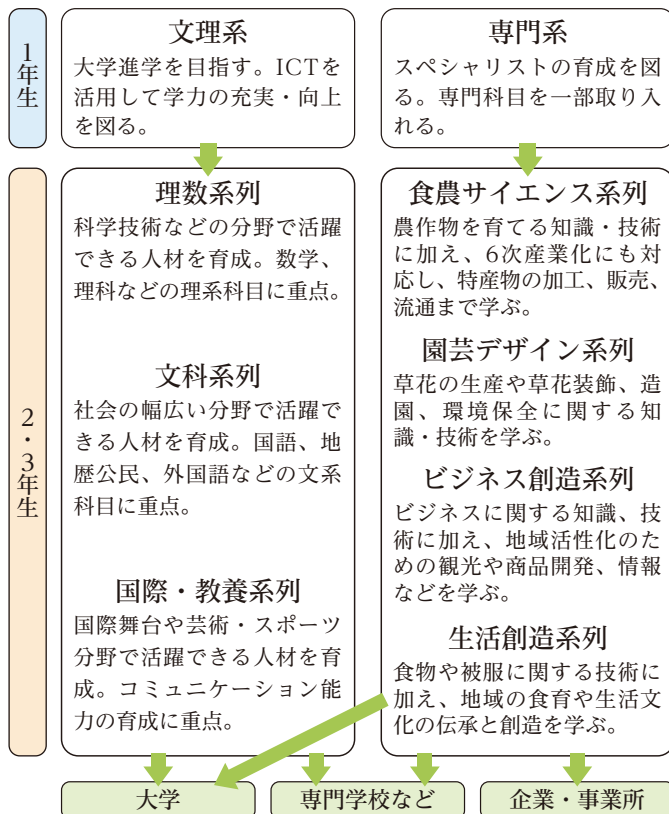 1年生
文理系
大学進学を目指す。ICTを
活用して学力の充実・向上
を図る。
専門系
スペシャリストの育成を図
る。専門科目を一部取り入
れる。
2・3年生
理数系列
科学技術などの分野で活躍
できる人材を育成。数学、
理科などの理系科目に重点。
文科系列
社会の幅広い分野で活躍で
きる人材を育成。国語、地
歴公民、外国語などの文系
科目に重点。
国際・教養系列
国際舞台や芸術・スポーツ
分野で活躍できる人材を育
成。コミュニケーション能
力の育成に重点。
食農サイエンス系列
農作物を育てる知識・技術
に加え、6次産業化にも対
応し、特産物の加工、販売、
流通まで学ぶ。
園芸デザイン系列
草花の生産や草花装飾、造
園、環境保全に関する知
識・技術を学ぶ。
ビジネス創造系列
ビジネスに関する知識、技
術に加え、地域活性化のた
めの観光や商品開発、情報
などを学ぶ。
生活創造系列
食物や被服に関する技術に
加え、地域の食育や生活文
化の伝承と創造を学ぶ。
大学
専門学校など
企業・事業所